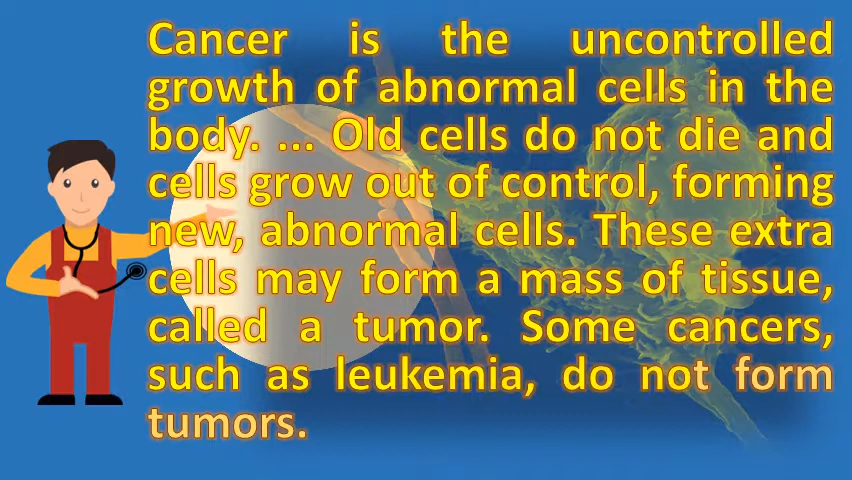 Cancer is the uncontrolled
growth of abnormal cells in the
body. ... Old cells do not die and
cells grow out of control, forming
new, abnormal cells. These extra
cells may form a mass of tissue,
called a tumor. Some cancers,
such as leukemia, do not form
tumors.